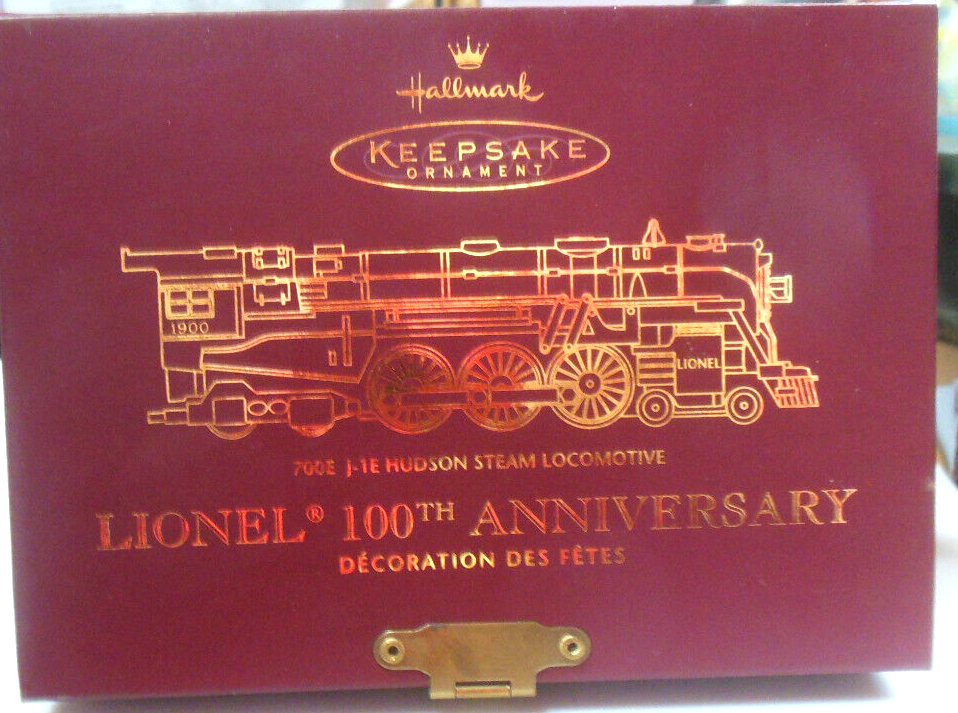 Hallmark
KEEPSAKE
ORNAMENT
1900
LIONEL
700E J-1E HUDSON STEAM LOCOMOTIVE
LIONEL® 100TH ANNIVERSARY
DÉCORATION DES FÊTES